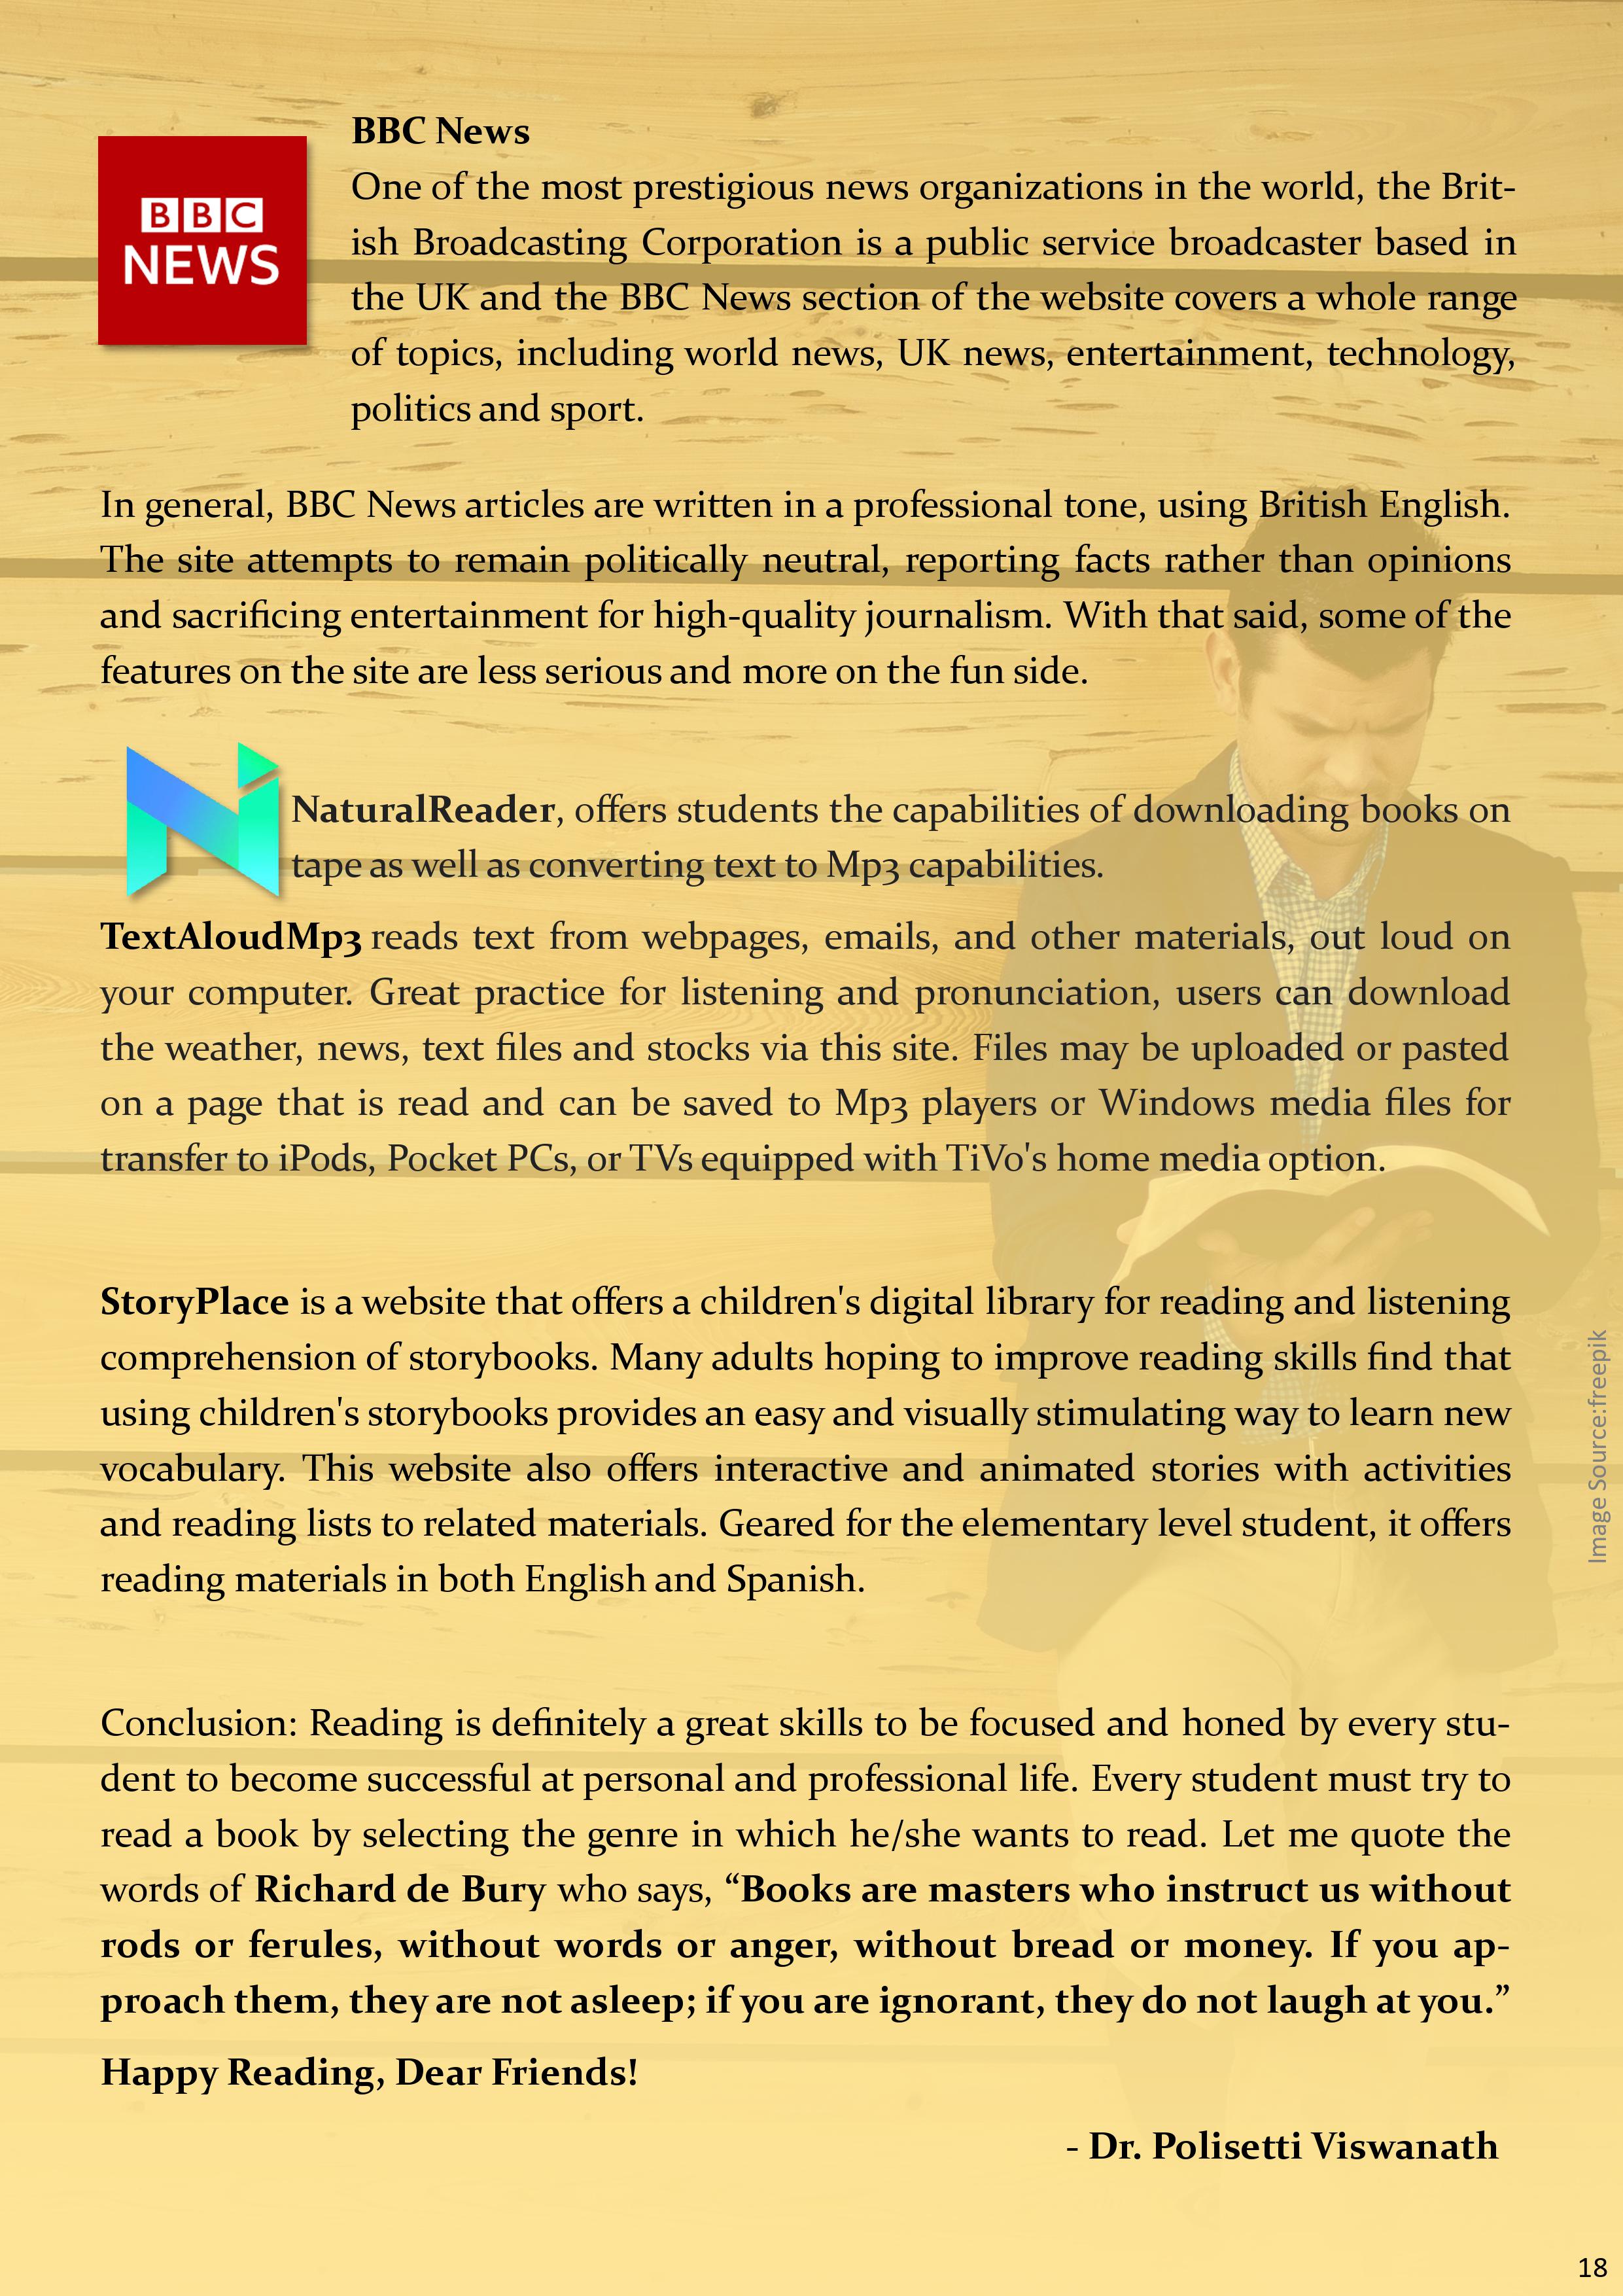 BBC NEWS
BBC News
One of the most prestigious news organizations in the world, the Brit-
ish Broadcasting Corporation is a public service broadcaster based in
the UK and the BBC News section of the website covers a whole range
of topics, including world news, UK news, entertainment, technology,
politics and sport.
In general, BBC News articles are written in a professional tone, using British English.
The site attempts to remain politically neutral, reporting facts rather than opinions
and sacrificing entertainment for high-quality journalism. With that said, some of the
features on the site are less serious and more on the fun side.
NaturalReader, offers students the capabilities of downloading books on
tape as well as converting text to Mp3 capabilities.
TextAloudMp3 reads text from webpages, emails, and other materials, out loud on
your computer. Great practice for listening and pronunciation, users can download
the weather, news, text files and stocks via this site. Files may be uploaded or pasted
on a page that is read and can be saved to Mp3 players or Windows media files for
transfer to iPods, Pocket PCs, or TVs equipped with TiVo's home media option.
StoryPlace is a website that offers a children's digital library for reading and listening
comprehension of storybooks. Many adults hoping to improve reading skills find that
using children's storybooks provides an easy and visually stimulating way to learn new
vocabulary. This website also offers interactive and animated stories with activities
and reading lists to related materials. Geared for the elementary level student, it offers
reading materials in both English and Spanish.
Image Source:freepik
Conclusion: Reading is definitely a great skills to be focused and honed by every stu-
dent to become successful at personal and professional life. Every student must try to
read a book by selecting the genre in which he/she wants to read. Let me quote the
words of Richard de Bury who says, “Books are masters who instruct us without
rods or ferules, without words or anger, without bread or money. If you ap-
proach them, they are not asleep; if you are ignorant, they do not laugh at you.”
Happy Reading, Dear Friends!
- Dr. Polisetti Viswanath
18